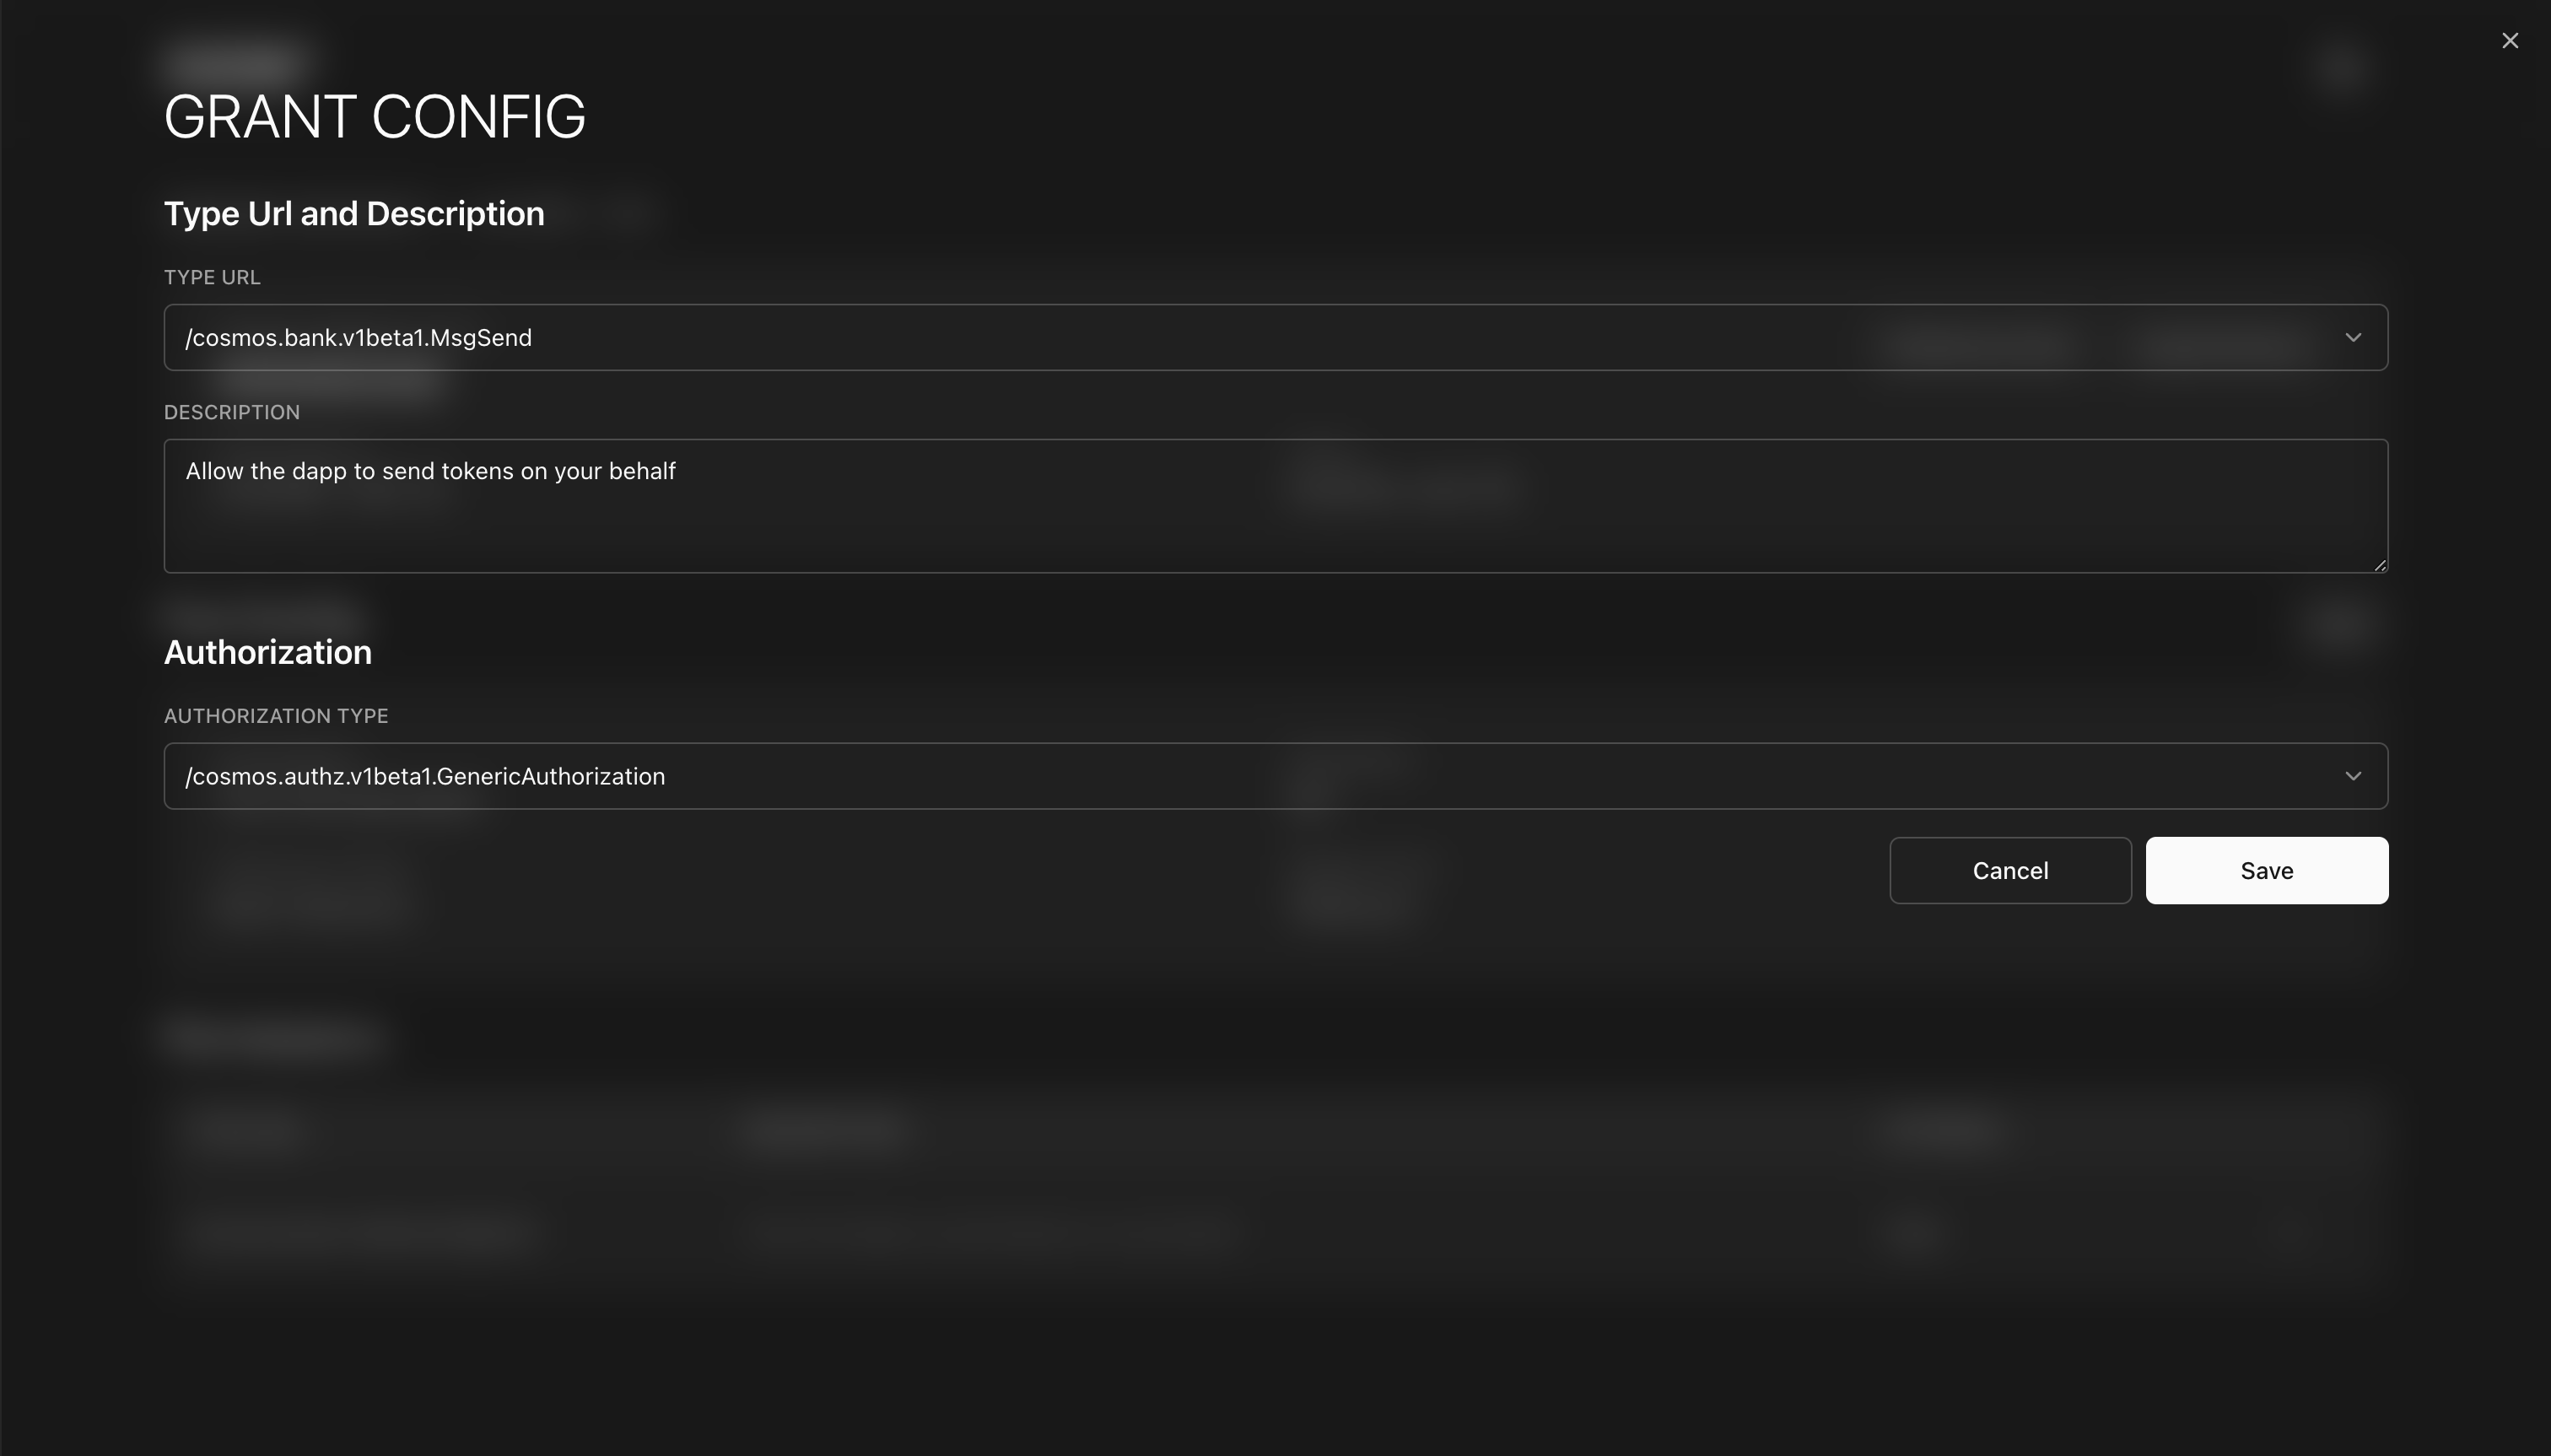 GRANT CONFIG
Type Url and Description
TYPE URL
/cosmos.bank.v1beta1.MsgSend
DESCRIPTION
Allow the dapp to send tokens on your behalf
Authorization
AUTHORIZATION TYPE
/cosmos.authz.v1beta1.GenericAuthorization
Cancel
Save